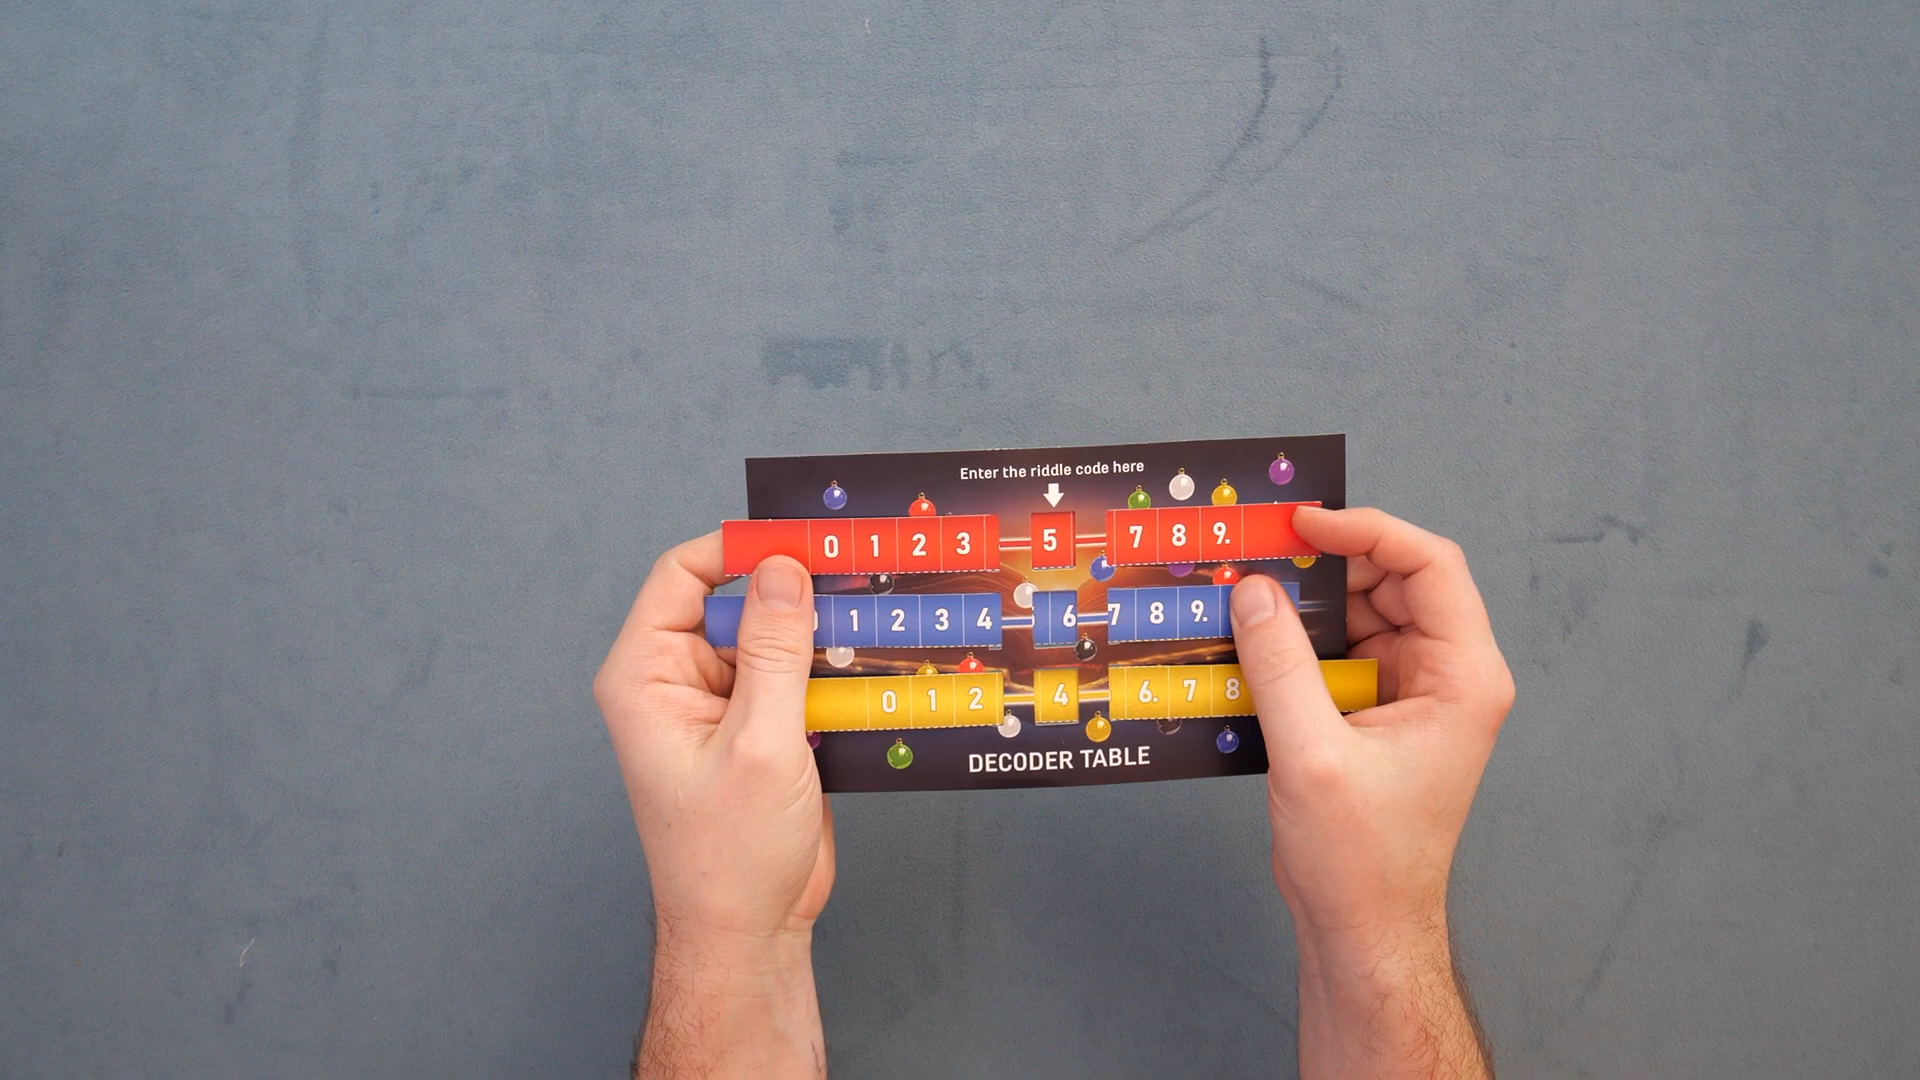 Enter the riddle code here
0 1 2 3 5 7 8 9.
1 2 3 4 6 7 8 9.
0 1 2 4 6. 7 8
DECODER TABLE